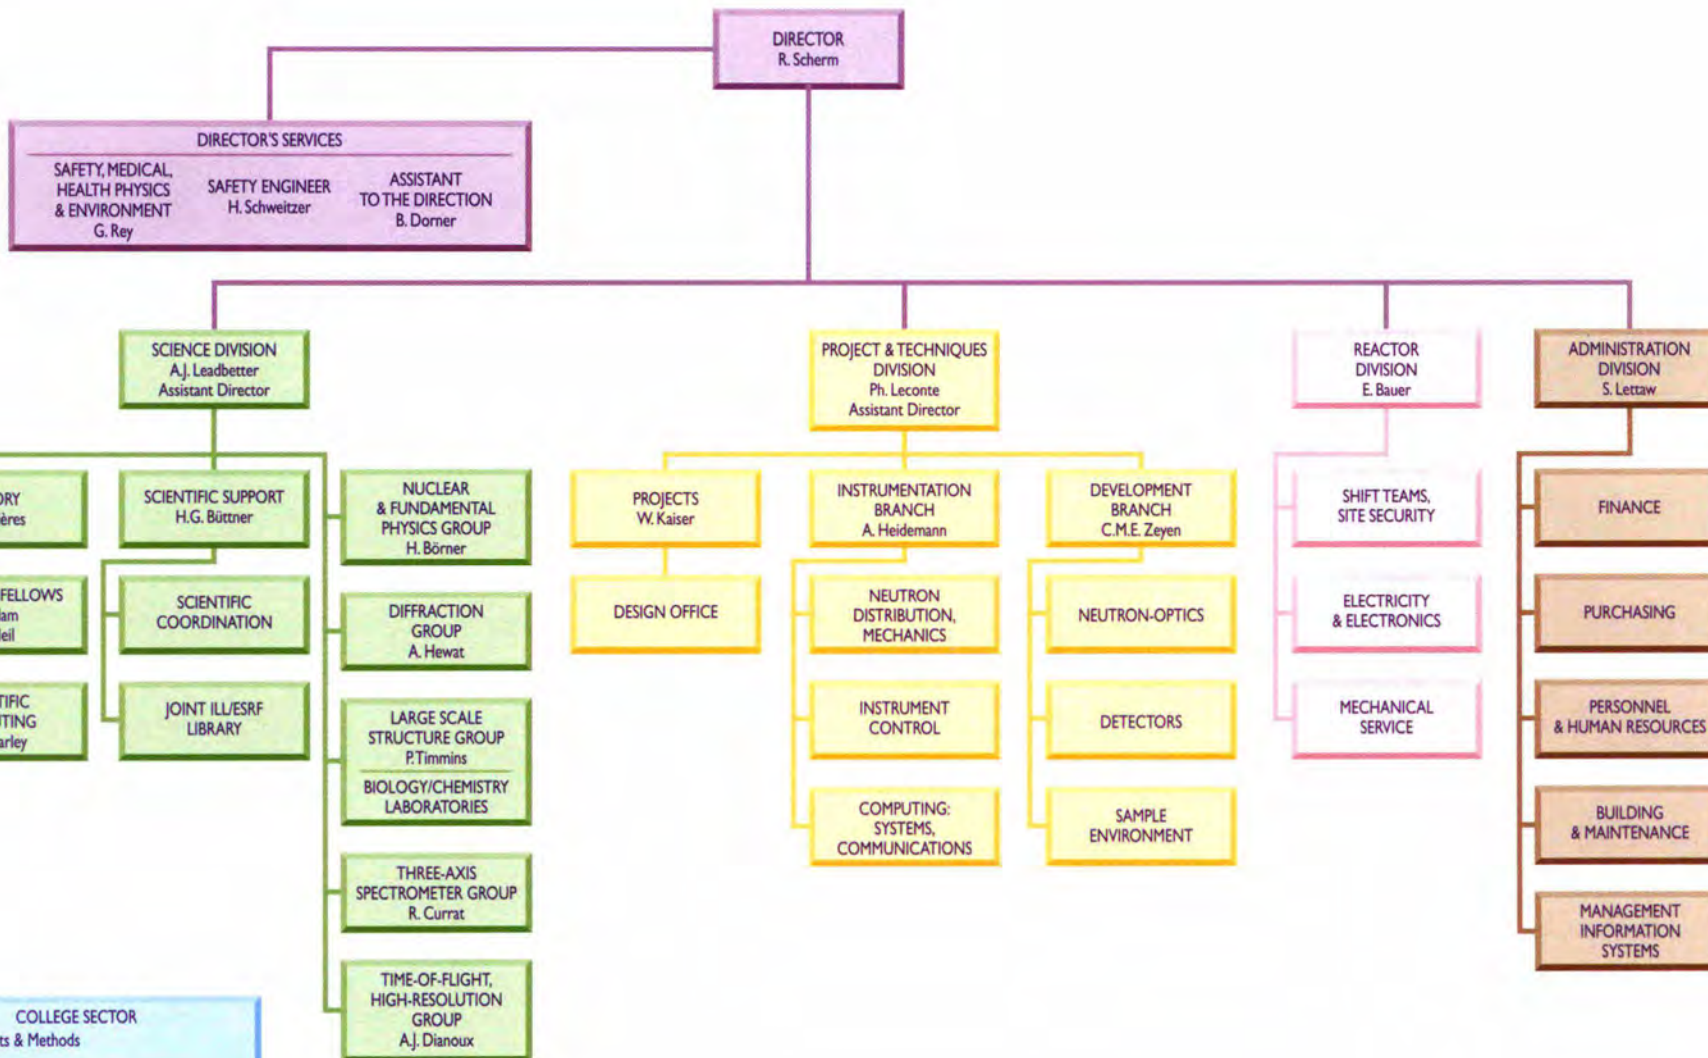 DIRECTOR
R. Scherm
DIRECTOR'S SERVICES
SAFETY, MEDICAL,
HEALTH PHYSICS
& ENVIRONMENT
G. Rey
SAFETY ENGINEER
H. Schweitzer
ASSISTANT
TO THE DIRECTION
B. Dorner
SCIENCE DIVISION
A.J. Leadbetter
Assistant Director
PROJECT & TECHNIQUES
DIVISION
Ph. Leconte
Assistant Director
REACTOR
DIVISION
E. Bauer
ADMINISTRATION
DIVISION
S. Lettaw
SCIENTIFIC SUPPORT
H.G. Büttner
SCIENTIFIC
COORDINATION
JOINT ILL/ESRF
LIBRARY
FELLOWS
NUCLEAR
& FUNDAMENTAL
PHYSICS GROUP
H. Börner
DIFFRACTION
GROUP
A. Hewat
LARGE SCALE
STRUCTURE GROUP
P. Timmins
BIOLOGY/CHEMISTRY
LABORATORIES
THREE-AXIS
SPECTROMETER GROUP
R. Currat
TIME-OF-FLIGHT,
HIGH-RESOLUTION
GROUP
A.J. Dianoux
PROJECTS
W. Kaiser
DESIGN OFFICE
INSTRUMENTATION
BRANCH
A. Heidemann
NEUTRON
DISTRIBUTION,
MECHANICS
INSTRUMENT
CONTROL
COMPUTING:
SYSTEMS,
COMMUNICATIONS
DEVELOPMENT
BRANCH
C.M.E. Zeyen
NEUTRON-OPTICS
DETECTORS
SAMPLE
ENVIRONMENT
SHIFT TEAMS,
SITE SECURITY
ELECTRICITY
& ELECTRONICS
MECHANICAL
SERVICE
FINANCE
PURCHASING
PERSONNEL
& HUMAN RESOURCES
BUILDING
& MAINTENANCE
MANAGEMENT
INFORMATION
SYSTEMS
COLLEGE SECTOR
& Methods